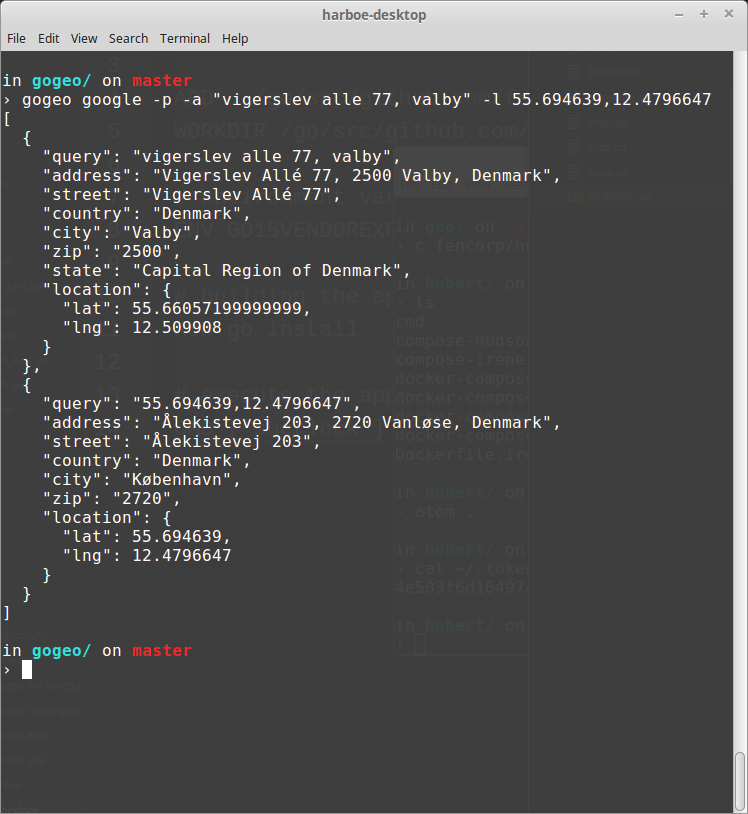 harboe-desktop
File Edit View Search Terminal Help
in gogeo/ on master
› gogeo google -p -a "vigerslev alle 77, valby" -l 55.694639,12.4796647
[
  {
    "query": "vigerslev alle 77, valby",
    "address": "Vigerslev Allé 77, 2500 Valby, Denmark",
    "street": "Vigerslev Allé 77",
    "country": "Denmark",
    "city": "Valby",
    "zip": "2500",
    "state": "Capital Region of Denmark",
    "location": {
      "lat": 55.66057199999999,
      "lng": 12.509908
    }
  },
  {
    "query": "55.694639,12.4796647",
    "address": "Ålekistevej 203, 2720 Vanløse, Denmark",
    "street": "Ålekistevej 203",
    "country": "Denmark",
    "city": "København",
    "zip": "2720",
    "location": {
      "lat": 55.694639,
      "lng": 12.4796647
    }
  }
]
in gogeo/ on master
›